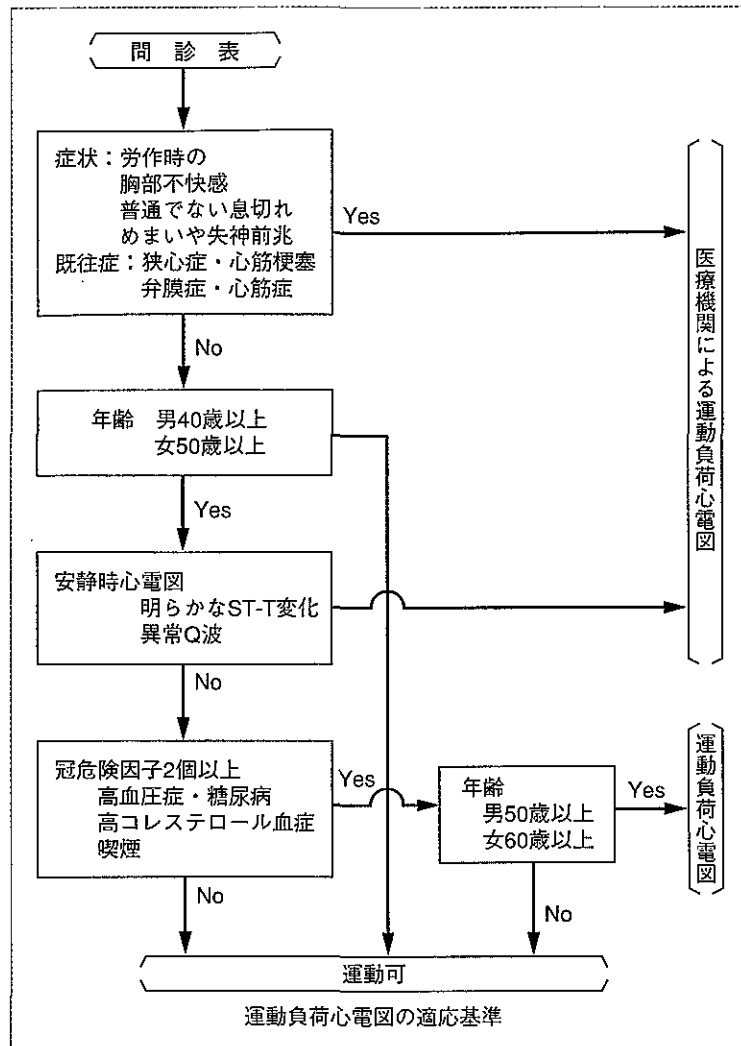 問診表
症状：労作時の
胸部不快感
普通でない息切れ
めまいや失神前兆
既往症：狭心症・心筋梗塞
弁膜症・心筋症
Yes
医療機関による運動負荷心電図
No
年齢 男40歳以上
女50歳以上
Yes
安静時心電図
明らかなST-T変化
異常Q波
No
冠危険因子2個以上
高血圧症・糖尿病
高コレステロール血症
喫煙
Yes
年齢
男50歳以上
女60歳以上
Yes
運動負荷心電図
No
No
運動可
運動負荷心電図の適応基準